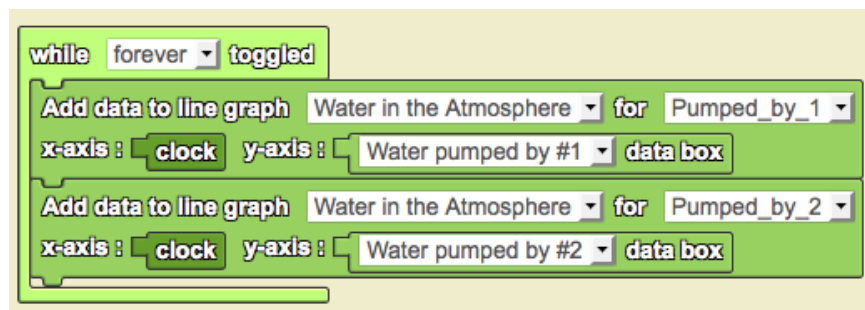 while forever toggled
Add data to line graph Water in the Atmosphere for Pumped_by_1
x-axis : clock y-axis : Water pumped by #1 data box
Add data to line graph Water in the Atmosphere for Pumped_by_2
x-axis : clock y-axis : Water pumped by #2 data box